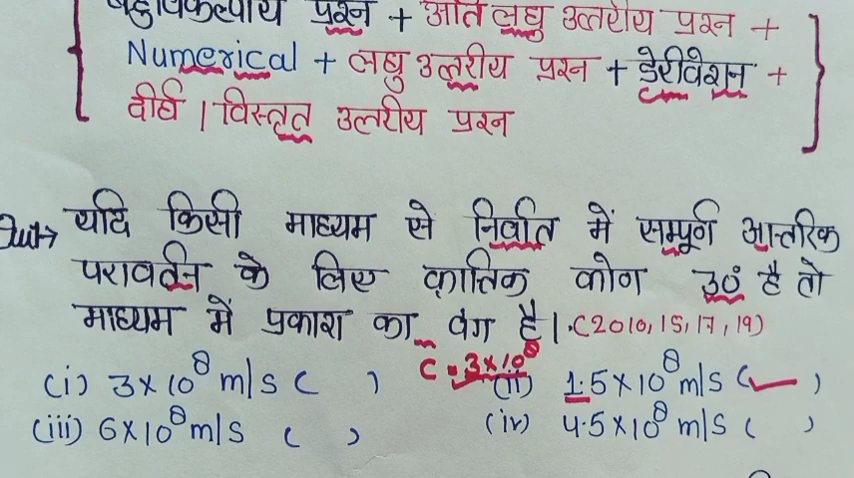 बहुविकल्पीय प्रश्न + अति लघु उत्तरीय प्रश्न +
Numerical + लघु उत्तरीय प्रश्न + डेरीवेशन +
दीर्घ / विस्तृत उत्तरीय प्रश्न
यदि किसी माध्यम से निर्वात में सम्पूर्ण आन्तरिक
परावर्तन के लिए क्रान्तिक कोण 30° है तो
माध्यम में प्रकाश का वेग है। (2010, 15, 17, 19)
C = 3×10⁸
(i) 3×10⁸ m/s ( ) (ii) 1.5×10⁸ m/s (✓)
(iii) 6×10⁸ m/s ( ) (iv) 4.5×10⁸ m/s ( )